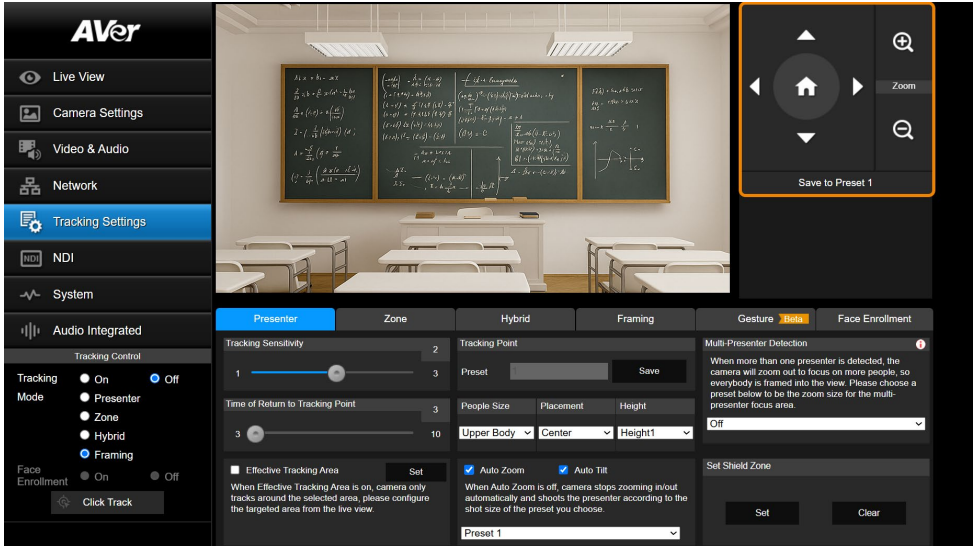 AVer
Live View
Camera Settings
Video & Audio
Network
Tracking Settings
NDI
NDI
System
Audio Integrated
Tracking Control
Tracking
On
Off
Mode
Presenter
Zone
Hybrid
Framing
Face
Enrollment
On
Off
Click Track
Zoom
Save to Preset 1
Presenter
Zone
Hybrid
Framing
Gesture Beta
Face Enrollment
Tracking Sensitivity
2
1
3
Time of Return to Tracking Point
3
3
10
Effective Tracking Area
Set
When Effective Tracking Area is on, camera only
tracks around the selected area, please configure
the targeted area from the live view.
Tracking Point
Preset
1
Save
People Size
Placement
Height
Upper Body
Center
Height1
Auto Zoom
Auto Tilt
When Auto Zoom is off, camera stops zooming in/out
automatically and shoots the presenter according to the
shot size of the preset you choose.
Preset 1
Multi-Presenter Detection
When more than one presenter is detected, the
camera will zoom out to focus on more people, so
everybody is framed into the view. Please choose a
preset below to be the zoom size for the multi-
presenter focus area.
Off
Set Shield Zone
Set
Clear